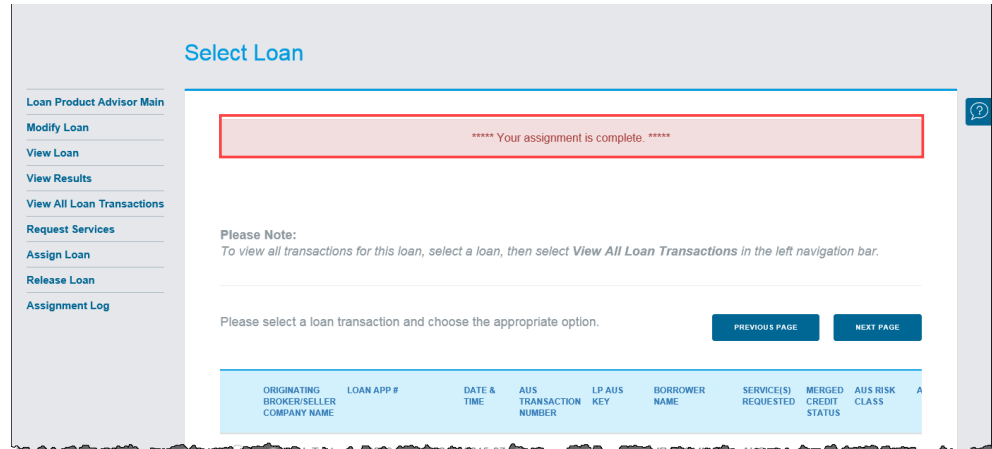 Select Loan
Loan Product Advisor Main
Modify Loan
View Loan
View Results
View All Loan Transactions
Request Services
Assign Loan
Release Loan
Assignment Log
***** Your assignment is complete. *****
Please Note:
To view all transactions for this loan, select a loan, then select View All Loan Transactions in the left navigation bar.
Please select a loan transaction and choose the appropriate option.
PREVIOUS PAGE
NEXT PAGE
ORIGINATING BROKER/SELLER COMPANY NAME
LOAN APP #
DATE & TIME
AUS TRANSACTION NUMBER
LP AUS KEY
BORROWER NAME
SERVICE(S) REQUESTED
MERGED CREDIT STATUS
AUS RISK CLASS
A